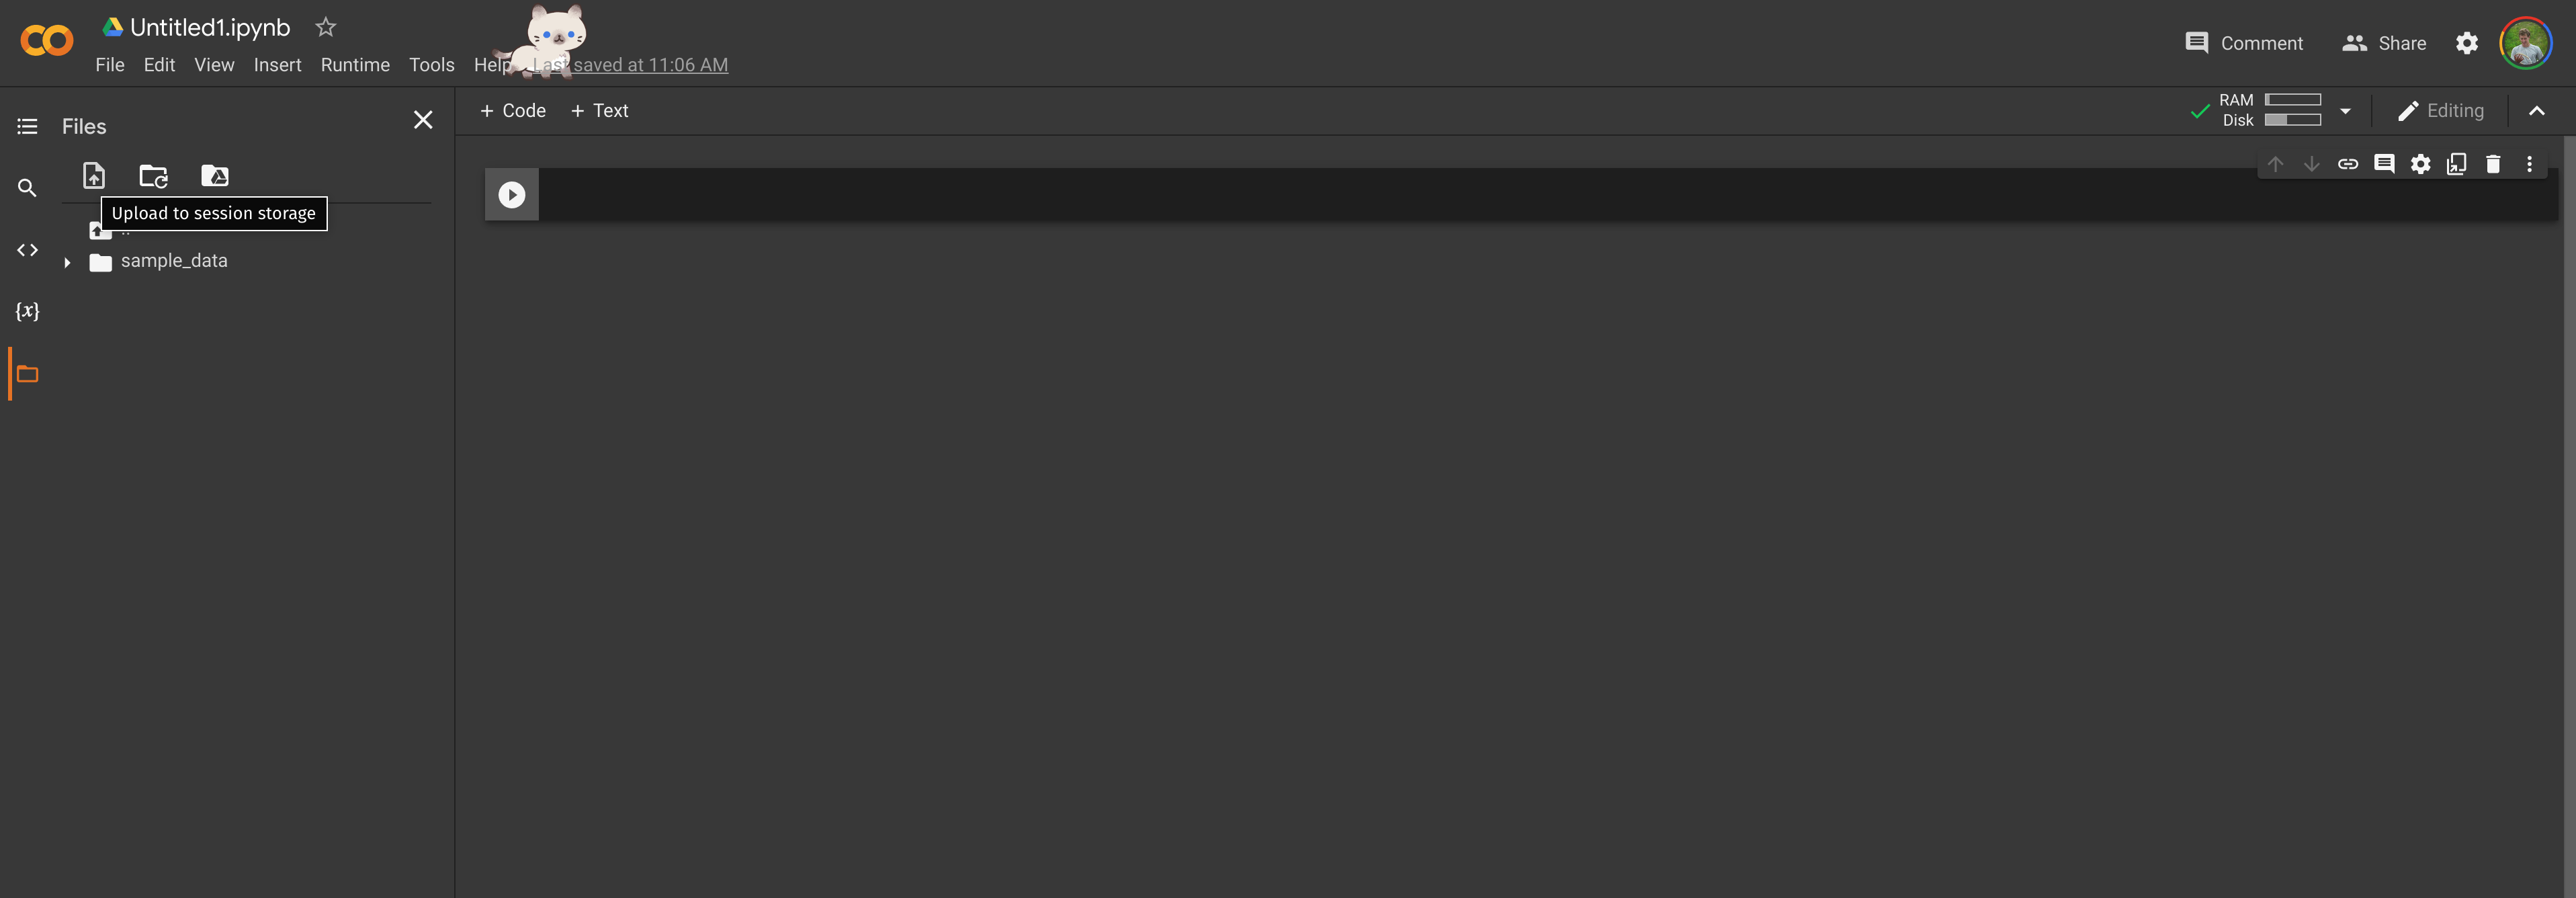 Untitled1.ipynb
File Edit View Insert Runtime Tools Help Last saved at 11:06 AM
Comment
Share
Files
+ Code + Text
RAM
Disk
Editing
Upload to session storage
..
sample_data
{x}